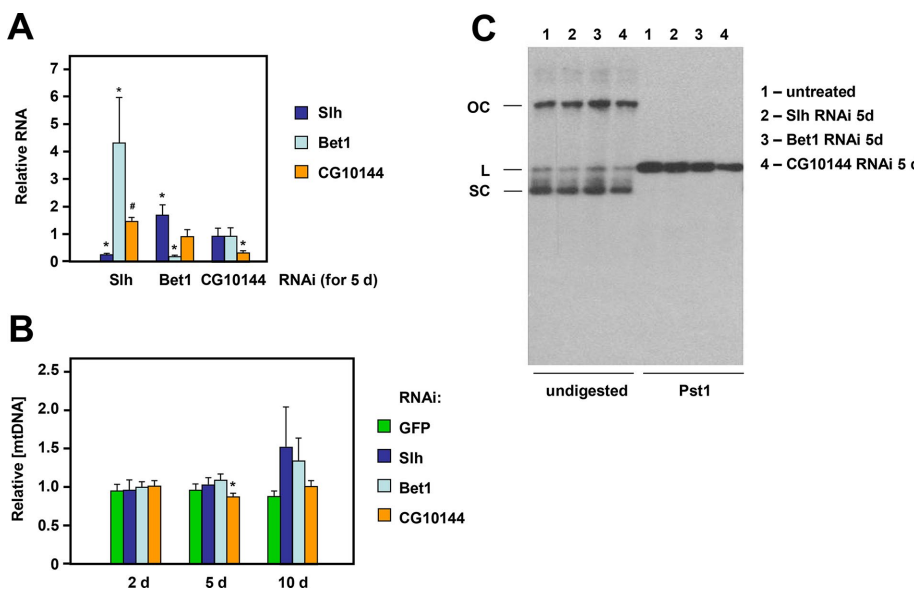 A
Relative RNA
7
6
5
4
2
1
0
*
*
#
*
*
*
Slh
Bet1
CG10144
Slh Bet1 CG10144 RNAi (for 5 d)
B
Relative [mtDNA]
2.5
2.0
1.5
1.0
0.5
0
*
2 d 5 d 10 d
RNAi:
GFP
Slh
Bet1
CG10144
C
1 2 3 4 1 2 3 4
OC
L
SC
undigested Pst1
1 – untreated
2 – Slh RNAi 5d
3 – Bet1 RNAi 5d
4 – CG10144 RNAi 5 d